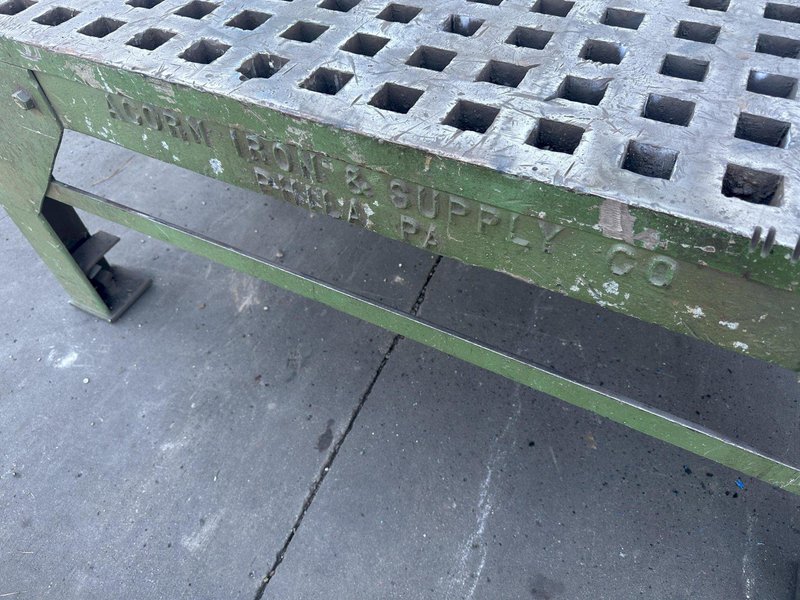 ACORN IRON & SUPPLY CO
PHILA PA